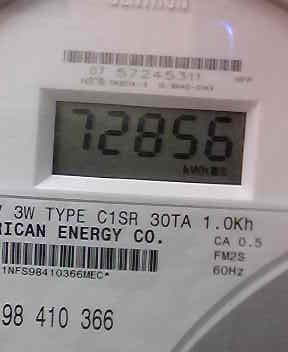 07 57245311
72856
3W TYPE C1SR 30TA 1.0Kh
RICAN ENERGY CO.
CA 0.5
FM2S
60Hz
1NFS98410366MEC*
98 410 366